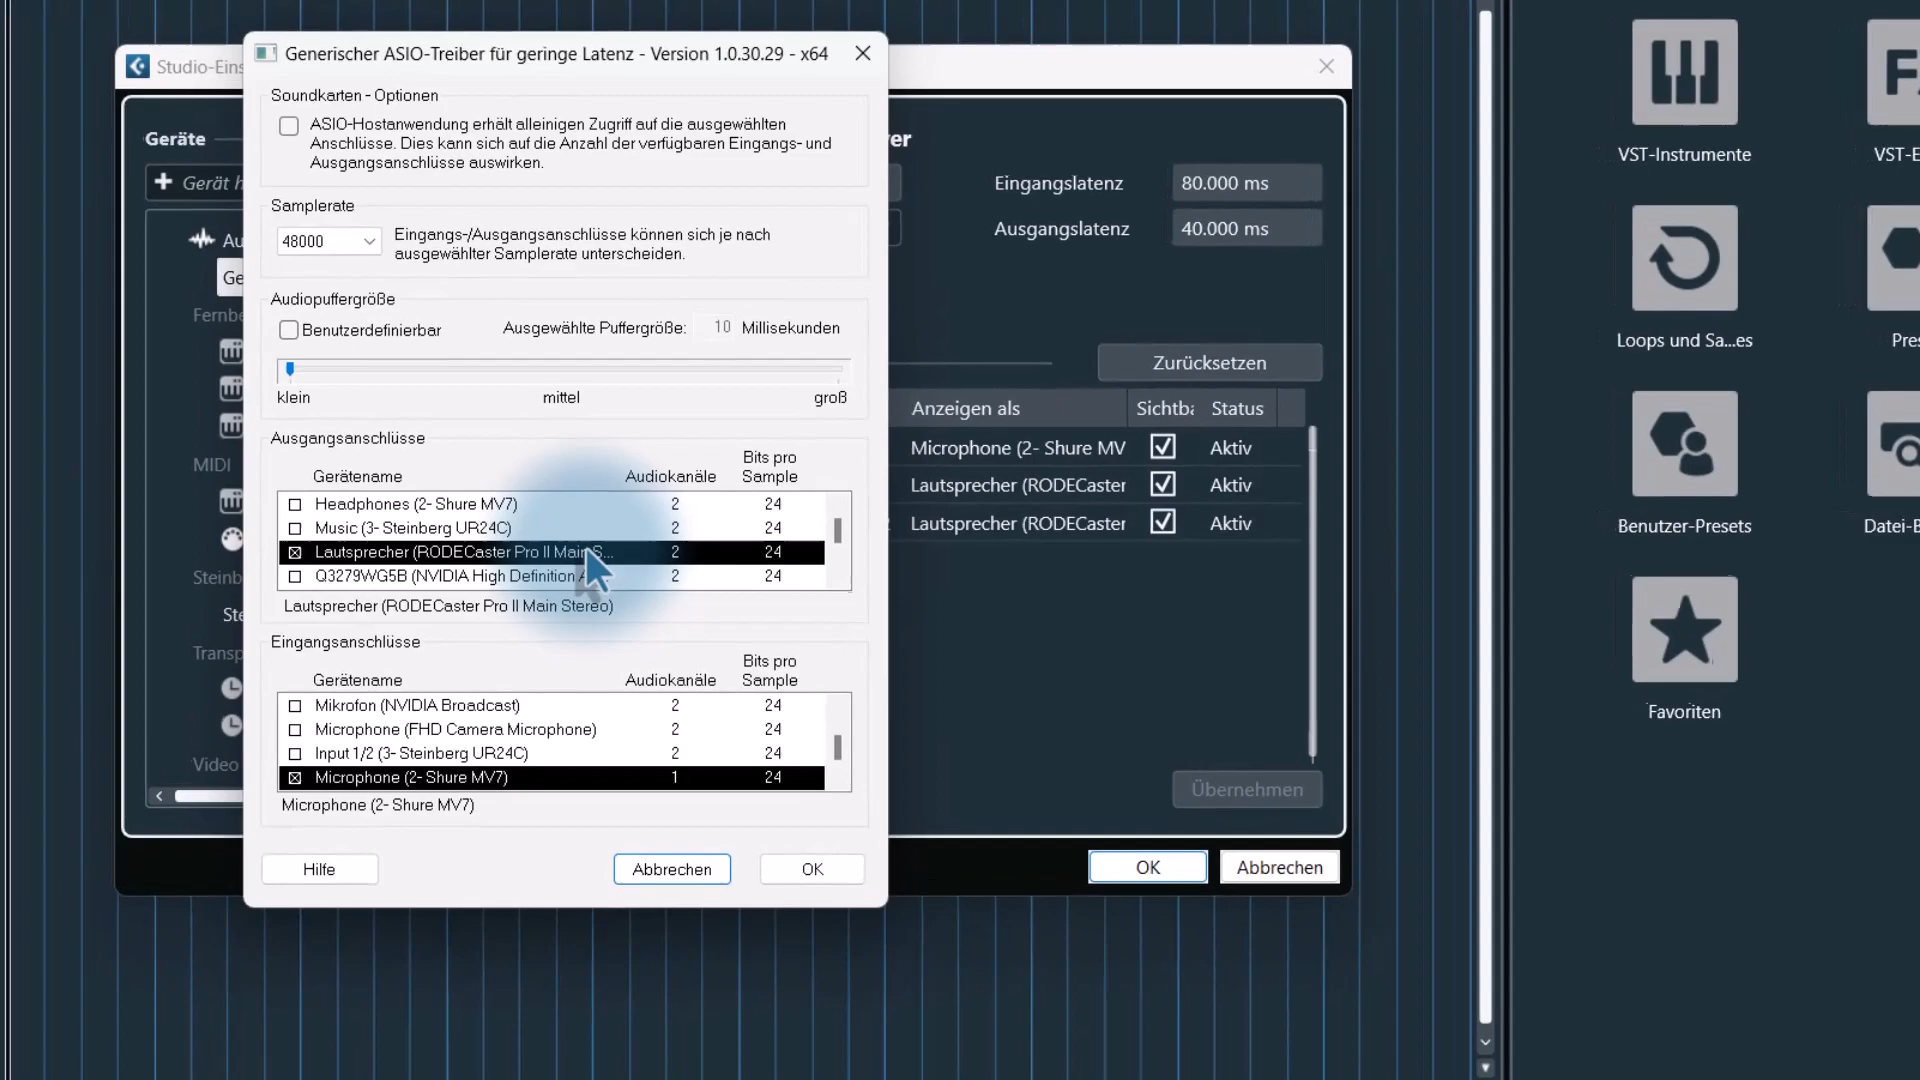 Studio-Eins
Generischer ASIO-Treiber für geringe Latenz - Version 1.0.30.29 - x64
Soundkarten - Optionen
ASIO-Hostanwendung erhält alleinigen Zugriff auf die ausgewählten
Anschlüsse. Dies kann sich auf die Anzahl der verfügbaren Eingangs- und
Ausgangsanschlüsse auswirken.
Samplerate
48000
Eingangs-/Ausgangsanschlüsse können sich je nach
ausgewählter Samplerate unterscheiden.
Audiopuffergröße
Benutzerdefinierbar
Ausgewählte Puffergröße: 10 Millisekunden
klein mittel groß
Ausgangsanschlüsse
Gerätename Audiokanäle Bits pro
Sample
Headphones (2- Shure MV7) 2 24
Music (3- Steinberg UR24C) 2 24
Lautsprecher (RODECaster Pro II Main S... 2 24
Q3279WG5B (NVIDIA High Definition A 2 24
Lautsprecher (RODECaster Pro II Main Stereo)
Eingangsanschlüsse
Gerätename Audiokanäle Bits pro
Sample
Mikrofon (NVIDIA Broadcast) 2 24
Microphone (FHD Camera Microphone) 2 24
Input 1/2 (3- Steinberg UR24C) 2 24
Microphone (2- Shure MV7) 1 24
Microphone (2- Shure MV7)
Hilfe Abbrechen OK
Geräte
Gerät h
Au
Ge
Fernbe
MIDI
Steinb
Ste
Transp
Video
er
Eingangslatenz 80.000 ms
Ausgangslatenz 40.000 ms
Zurücksetzen
Anzeigen als Sichtba Status
Microphone (2- Shure MV Aktiv
Lautsprecher (RODECaster Aktiv
Lautsprecher (RODECaster Aktiv
Übernehmen
OK Abbrechen
VST-Instrumente
VST-E
Loops und Sa...es
Pres
Benutzer-Presets
Datei-B
Favoriten